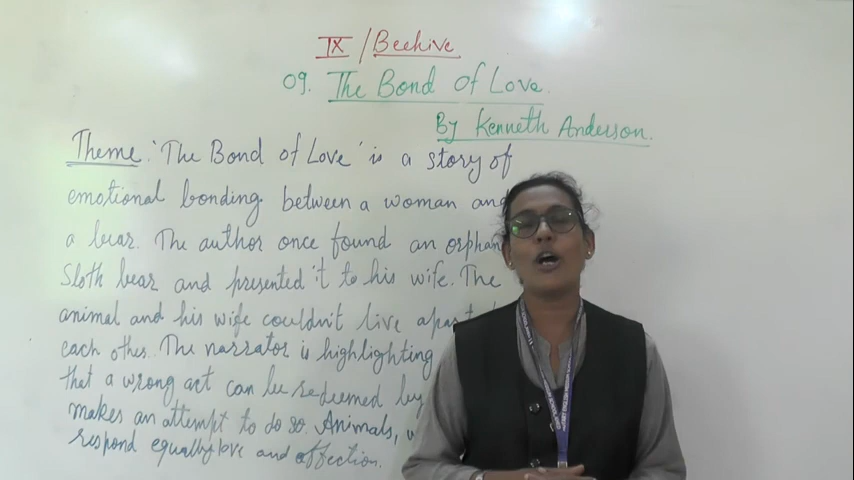 IX / Beehive
09. The Bond of Love.
By Kenneth Anderson.
Theme: 'The Bond of Love' is a story of
emotional bonding between a woman and
a bear. The author once found an orphan
Sloth bear and presented it to his wife. The
animal and his wife couldn't live apart
each other. The narrator is highlighting
that a wrong act can be redeemed by
makes an attempt to do so. Animals,
respond equally love and affection.